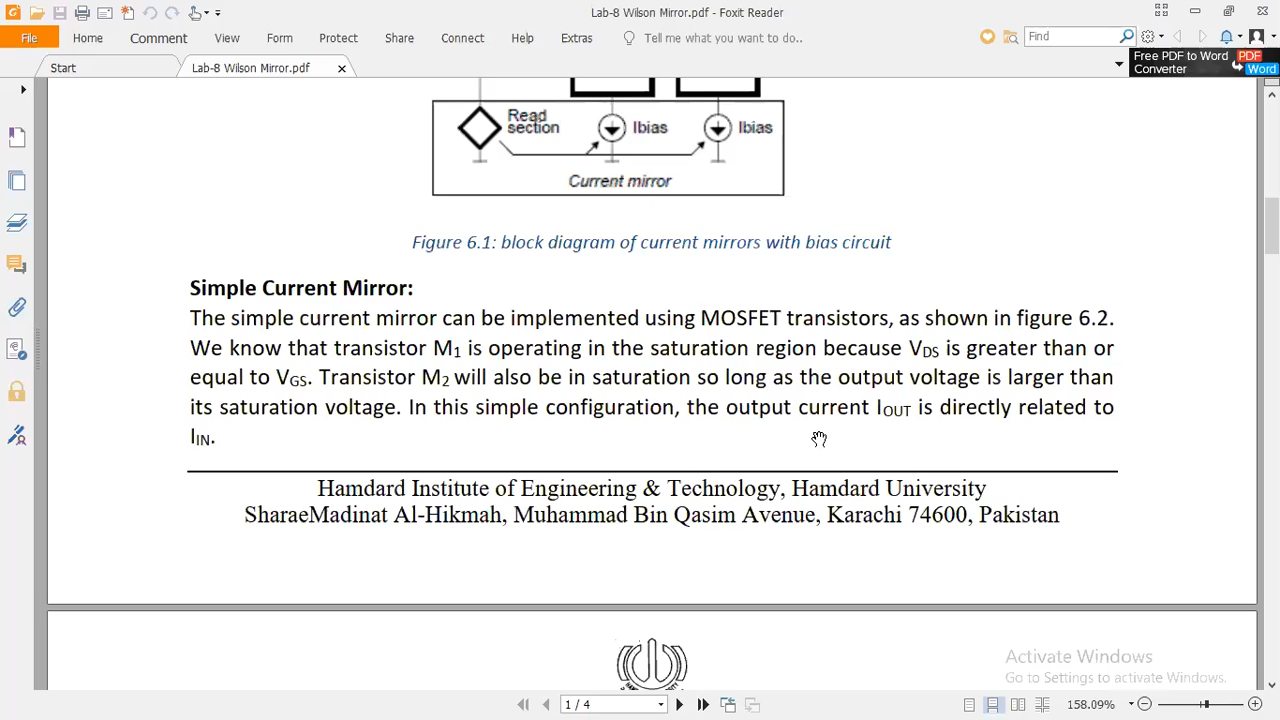 Lab-8 Wilson Mirror.pdf - Foxit Reader
File Home Comment View Form Protect Share Connect Help Extras Tell me what you want to do.. Find
Start Lab-8 Wilson Mirror.pdf
Free PDF to Word Converter PDF Word
Read section Ibias Ibias
Current mirror
Figure 6.1: block diagram of current mirrors with bias circuit
Simple Current Mirror:
The simple current mirror can be implemented using MOSFET transistors, as shown in figure 6.2.
We know that transistor M1 is operating in the saturation region because VDS is greater than or
equal to VGS. Transistor M2 will also be in saturation so long as the output voltage is larger than
its saturation voltage. In this simple configuration, the output current IOUT is directly related to
IIN.
Hamdard Institute of Engineering & Technology, Hamdard University
SharaeMadinat Al-Hikmah, Muhammad Bin Qasim Avenue, Karachi 74600, Pakistan
Activate Windows
Go to Settings to activate Windows.
1 / 4
158.09%